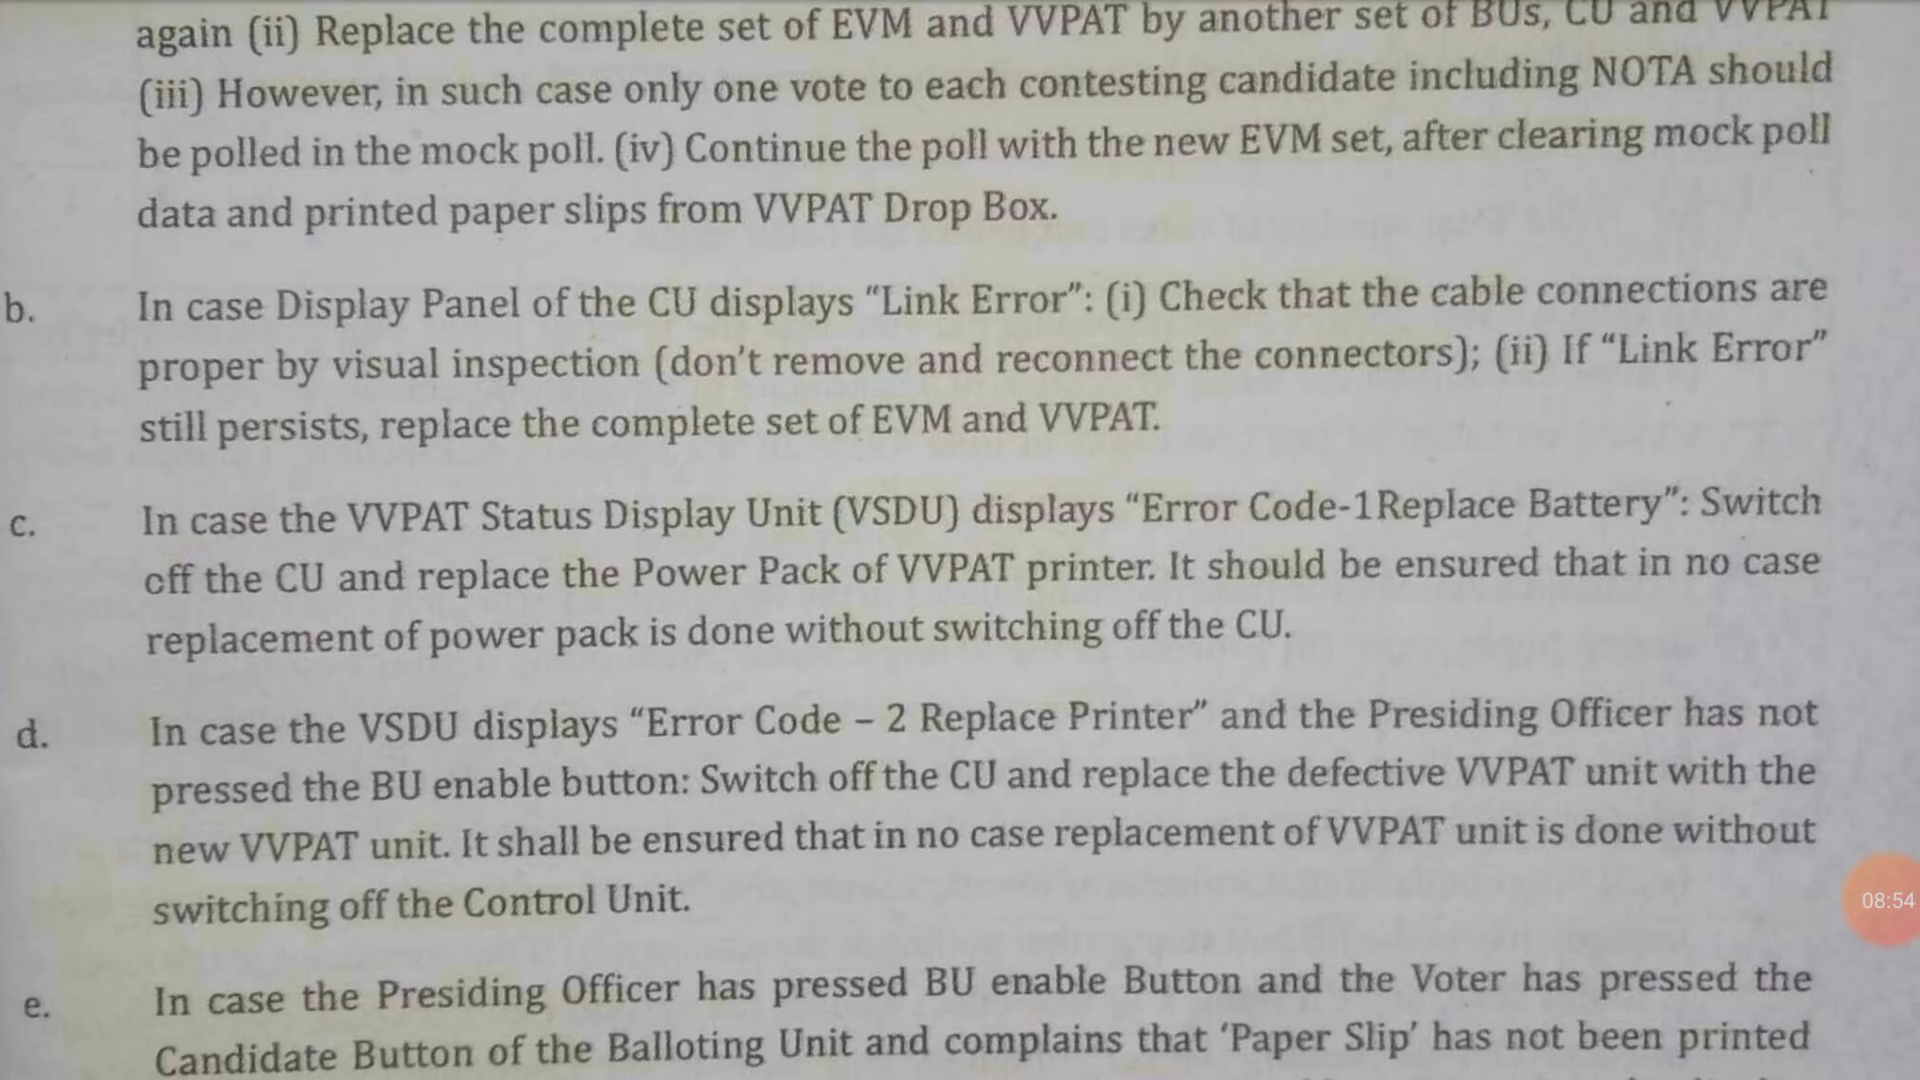 again (ii) Replace the complete set of EVM and VVPAT by another set of BUs, CU and VVPAT
(iii) However, in such case only one vote to each contesting candidate including NOTA should
be polled in the mock poll. (iv) Continue the poll with the new EVM set, after clearing mock poll
data and printed paper slips from VVPAT Drop Box.
b. In case Display Panel of the CU displays “Link Error”: (i) Check that the cable connections are
proper by visual inspection (don’t remove and reconnect the connectors); (ii) If “Link Error”
still persists, replace the complete set of EVM and VVPAT.
c. In case the VVPAT Status Display Unit (VSDU) displays “Error Code-1Replace Battery”: Switch
off the CU and replace the Power Pack of VVPAT printer. It should be ensured that in no case
replacement of power pack is done without switching off the CU.
d. In case the VSDU displays “Error Code – 2 Replace Printer” and the Presiding Officer has not
pressed the BU enable button: Switch off the CU and replace the defective VVPAT unit with the
new VVPAT unit. It shall be ensured that in no case replacement of VVPAT unit is done without
switching off the Control Unit.
08:54
e. In case the Presiding Officer has pressed BU enable Button and the Voter has pressed the
Candidate Button of the Balloting Unit and complains that ‘Paper Slip’ has not been printed